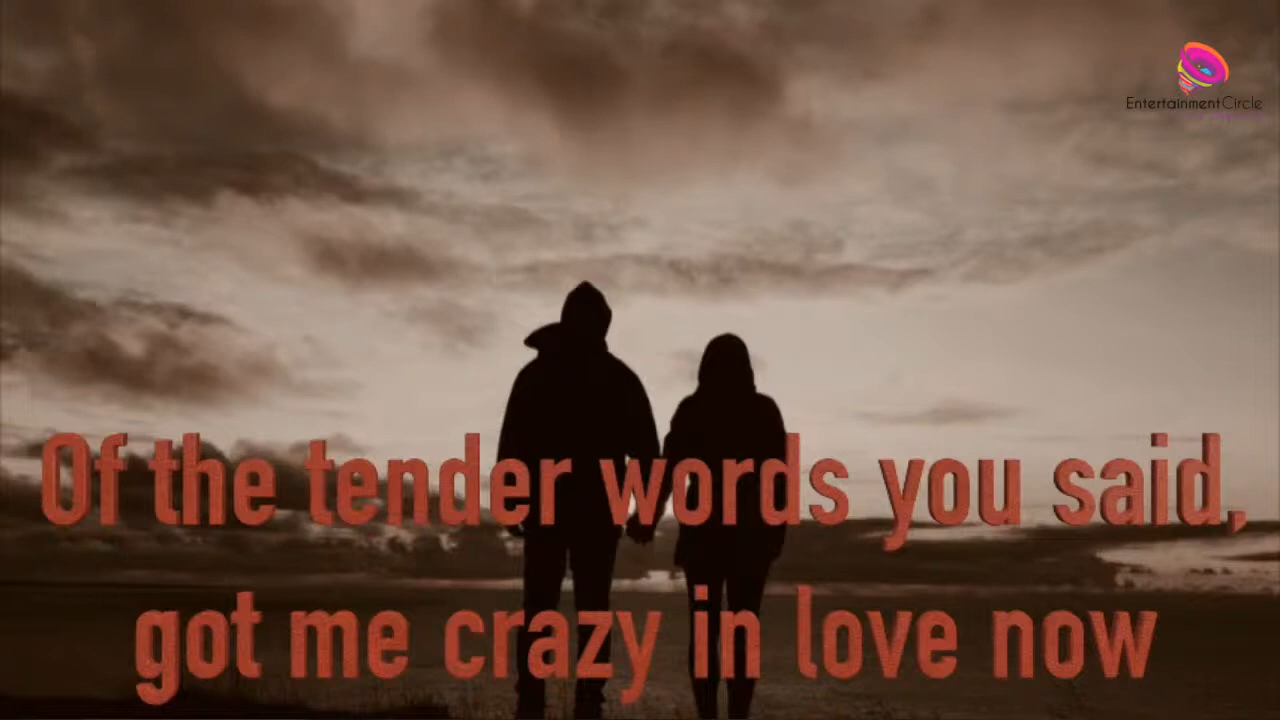 EntertainmentCircle
Of the tender words you said,
got me crazy in love now